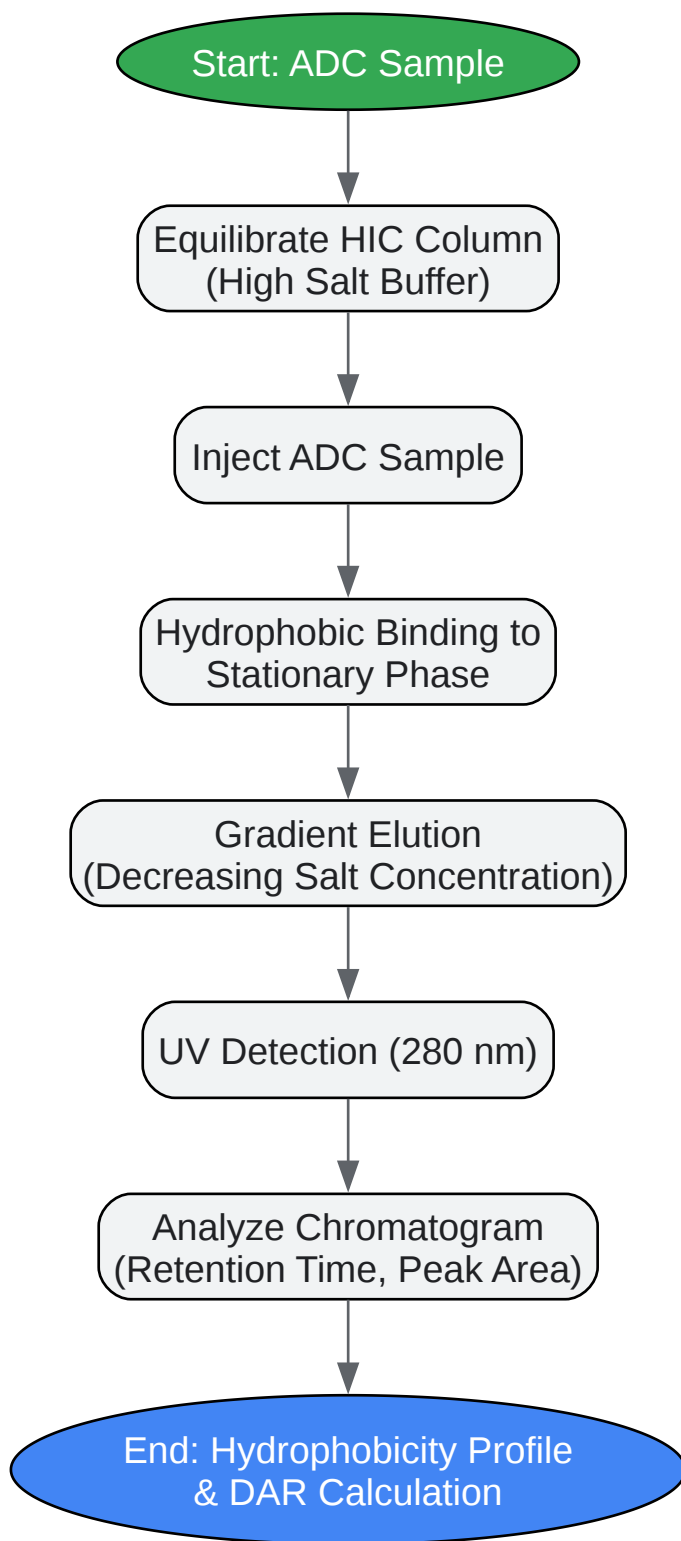 Start: ADC Sample
Equilibrate HIC Column
(High Salt Buffer)
Inject ADC Sample
Hydrophobic Binding to
Stationary Phase
Gradient Elution
(Decreasing Salt Concentration)
UV Detection (280 nm)
Analyze Chromatogram
(Retention Time, Peak Area)
End: Hydrophobicity Profile
& DAR Calculation